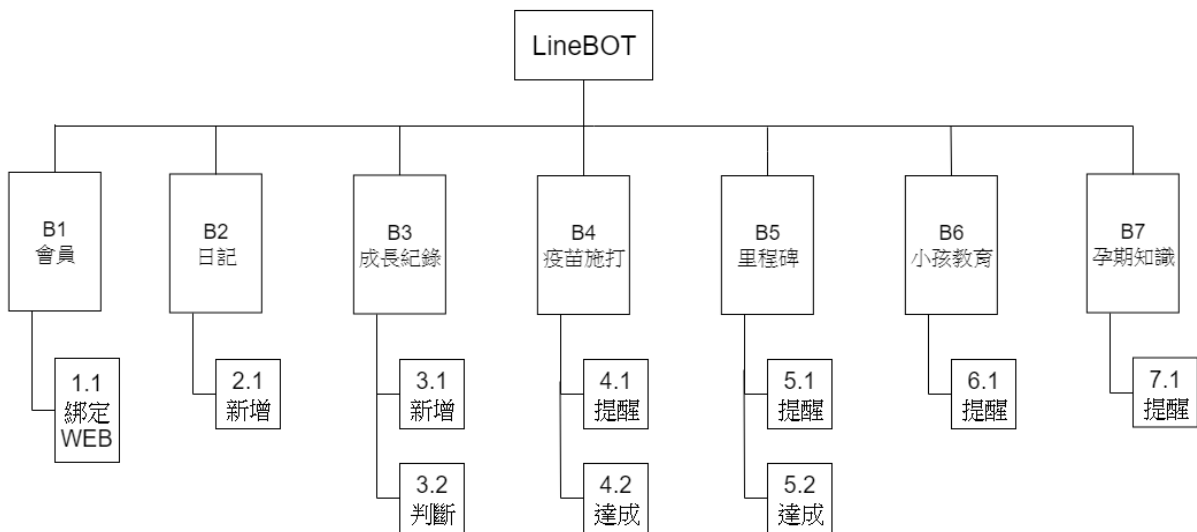 LineBOT
B1
會員
B2
日記
B3
成長紀錄
B4
疫苗施打
B5
里程碑
B6
小孩教育
B7
孕期知識
1.1
綁定
WEB
2.1
新增
3.1
新增
4.1
提醒
5.1
提醒
6.1
提醒
7.1
提醒
3.2
判斷
4.2
達成
5.2
達成